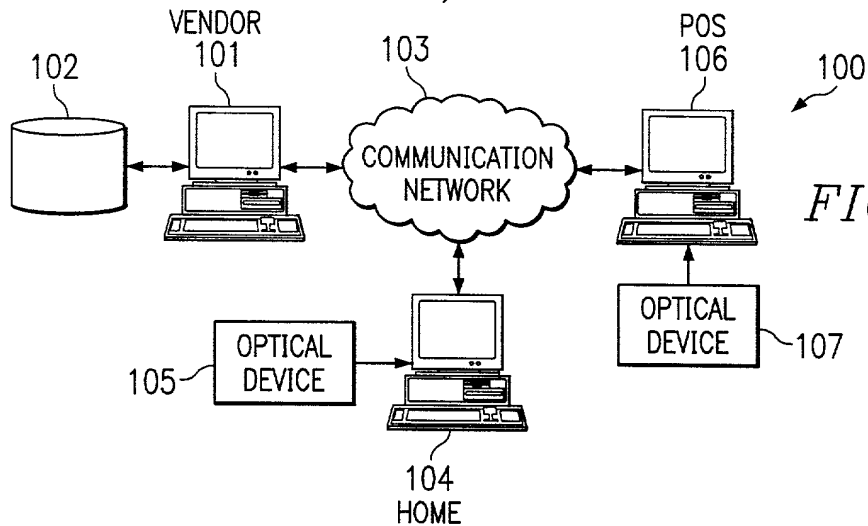 VENDOR
101
102
103
POS
106
100
COMMUNICATION
NETWORK
OPTICAL
DEVICE
105
OPTICAL
DEVICE
107
104
HOME